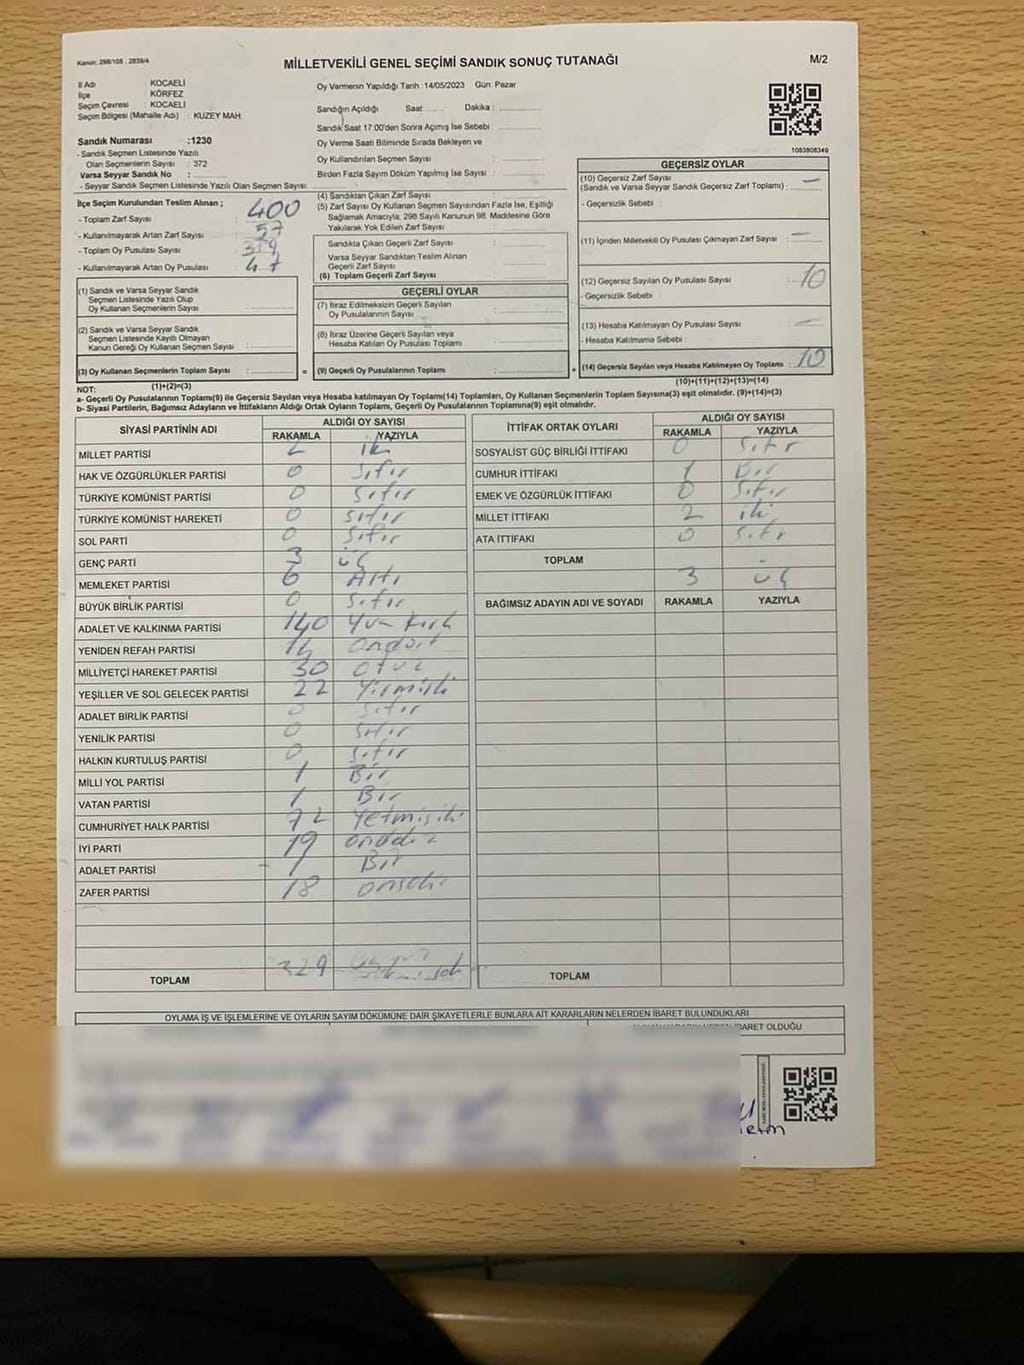 Kanun: 298/105 , 2839/4
MİLLETVEKİLİ GENEL SEÇİMİ SANDIK SONUÇ TUTANAĞI
M/2
İl Adı : KOCAELİ
İlçe : KÖRFEZ
Seçim Çevresi : KOCAELİ
Seçim Bölgesi (Mahalle Adı) : KUZEY MAH.
Sandık Numarası :1230
- Sandık Seçmen Listesinde Yazılı
Olan Seçmenlerin Sayısı : 372
Varsa Seyyar Sandık No :
- Seyyar Sandık Seçmen Listesinde Yazılı Olan Seçmen Sayısı
Oy Vermenin Yapıldığı Tarih :14/05/2023 Gün: Pazar
Sandığın Açıldığı Saat Dakika :
Sandık Saat 17:00'den Sonra Açmış İse Sebebi :
Oy Verme Saati Bitiminde Sırada Bekleyen ve
Oy Kullandırılan Seçmen Sayısı :
Birden Fazla Sayım Döküm Yapılmış İse Sayısı :
1083808349
İlçe Seçim Kurulundan Teslim Alınan ;
- Toplam Zarf Sayısı : 400
- Kullanılmayarak Artan Zarf Sayısı : 57
- Toplam Oy Pusulası Sayısı :
- Kullanılmayarak Artan Oy Pusulası : 47
(4) Sandıktan Çıkan Zarf Sayısı
(5) Zarf Sayısı Oy Kullanan Seçmen Sayısından Fazla İse, Eşitliği
Sağlamak Amacıyla, 298 Sayılı Kanunun 98. Maddesine Göre
Yakılarak Yok Edilen Zarf Sayısı
Sandıkta Çıkan Geçerli Zarf Sayısı
Varsa Seyyar Sandıktan Teslim Alınan
Geçerli Zarf Sayısı
(6) Toplam Geçerli Zarf Sayısı
GEÇERSİZ OYLAR
(10) Geçersiz Zarf Sayısı
(Sandık ve Varsa Seyyar Sandık Geçersiz Zarf Toplamı) : —
- Geçersizlik Sebebi :
(11) İçinden Milletvekili Oy Pusulası Çıkmayan Zarf Sayısı : —
(12) Geçersiz Sayılan Oy Pusulası Sayısı : 10
- Geçersizlik Sebebi :
(13) Hesaba Katılmayan Oy Pusulası Sayısı : —
- Hesaba Katılmama Sebebi :
(14) Geçersiz Sayılan veya Hesaba Katılmayan Oy Toplamı : 10
(10)+(11)+(12)+(13)=(14)
(1) Sandık ve Varsa Seyyar Sandık
Seçmen Listesinde Yazılı Olup
Oy Kullanan Seçmenlerin Sayısı :
(2) Sandık ve Varsa Seyyar Sandık
Seçmen Listesinde Kayıtlı Olmayan
Kanun Gereği Oy Kullanan Seçmen Sayısı :
(3) Oy Kullanan Seçmenlerin Toplam Sayısı :
(1)+(2)=(3)
GEÇERLİ OYLAR
(7) İtiraz Edilmeksizin Geçerli Sayılan
Oy Pusulalarının Sayısı
(8) İtiraz Üzerine Geçerli Sayılan veya
Hesaba Katılan Oy Pusulası Toplamı
= (9) Geçerli Oy Pusulalarının Toplamı +
NOT:
a- Geçerli Oy Pusulalarının Toplamı(9) ile Geçersiz Sayılan veya Hesaba katılmayan Oy Toplamı(14) Toplamları, Oy Kullanan Seçmenlerin Toplam Sayısına(3) eşit olmalıdır. (9)+(14)=(3)
b- Siyasi Partilerin, Bağımsız Adayların ve İttifakların Aldığı Ortak Oyların Toplamı, Geçerli Oy Pusulalarının Toplamına(9) eşit olmalıdır.
SİYASİ PARTİNİN ADI
ALDIĞI OY SAYISI
RAKAMLA YAZIYLA
MİLLET PARTİSİ 2 iki
HAK VE ÖZGÜRLÜKLER PARTİSİ 0 sıfır
TÜRKİYE KOMÜNİST PARTİSİ 0 sıfır
TÜRKİYE KOMÜNİST HAREKETİ 0 sıfır
SOL PARTİ 0 sıfır
GENÇ PARTİ 3 üç
MEMLEKET PARTİSİ 6 Altı
BÜYÜK BİRLİK PARTİSİ 0 sıfır
ADALET VE KALKINMA PARTİSİ 140 Yüz kırk
YENİDEN REFAH PARTİSİ 14 ondört
MİLLİYETÇİ HAREKET PARTİSİ 30 otuz
YEŞİLLER VE SOL GELECEK PARTİSİ 22 Yirmiiki
ADALET BİRLİK PARTİSİ 0 sıfır
YENİLİK PARTİSİ 0 sıfır
HALKIN KURTULUŞ PARTİSİ 0 sıfır
MİLLİ YOL PARTİSİ 1 Bir
VATAN PARTİSİ 1 Bir
CUMHURİYET HALK PARTİSİ 72 Yetmişiki
İYİ PARTİ 19 ondokuz
ADALET PARTİSİ 1 Bir
ZAFER PARTİSİ 18 onsekiz
TOPLAM 329
İTTİFAK ORTAK OYLARI
ALDIĞI OY SAYISI
RAKAMLA YAZIYLA
SOSYALİST GÜÇ BİRLİĞİ İTTİFAKI 0 sıfır
CUMHUR İTTİFAKI 1 Bir
EMEK VE ÖZGÜRLÜK İTTİFAKI 0 sıfır
MİLLET İTTİFAKI 2 iki
ATA İTTİFAKI 0 sıfır
TOPLAM 3 üç
BAĞIMSIZ ADAYIN ADI VE SOYADI RAKAMLA YAZIYLA
TOPLAM
OYLAMA İŞ VE İŞLEMLERİNE VE OYLARIN SAYIM DÖKÜMÜNE DAİR ŞİKAYETLERLE BUNLARA AİT KARARLARIN NELERDEN İBARET BULUNDUKLARI
İBARET OLDUĞU